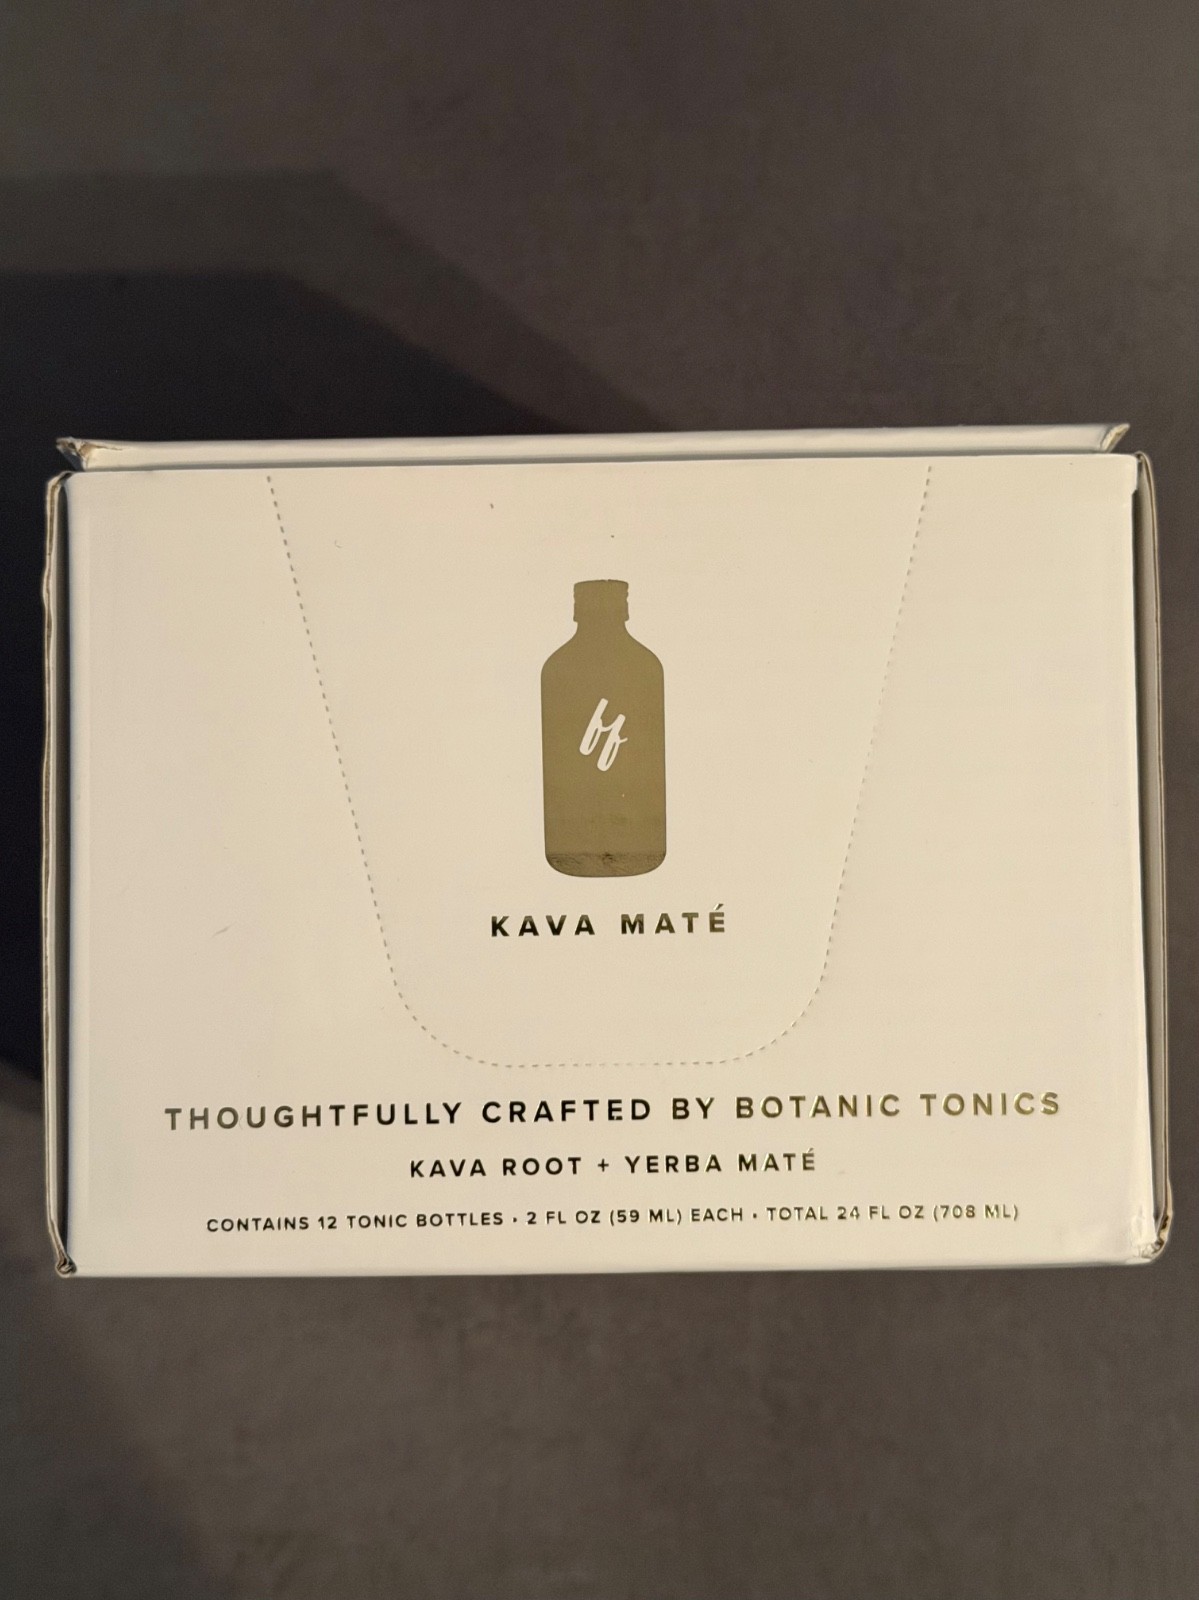 bf
KAVA MATÉ
THOUGHTFULLY CRAFTED BY BOTANIC TONICS
KAVA ROOT + YERBA MATÉ
CONTAINS 12 TONIC BOTTLES • 2 FL OZ (59 ML) EACH • TOTAL 24 FL OZ (708 ML)